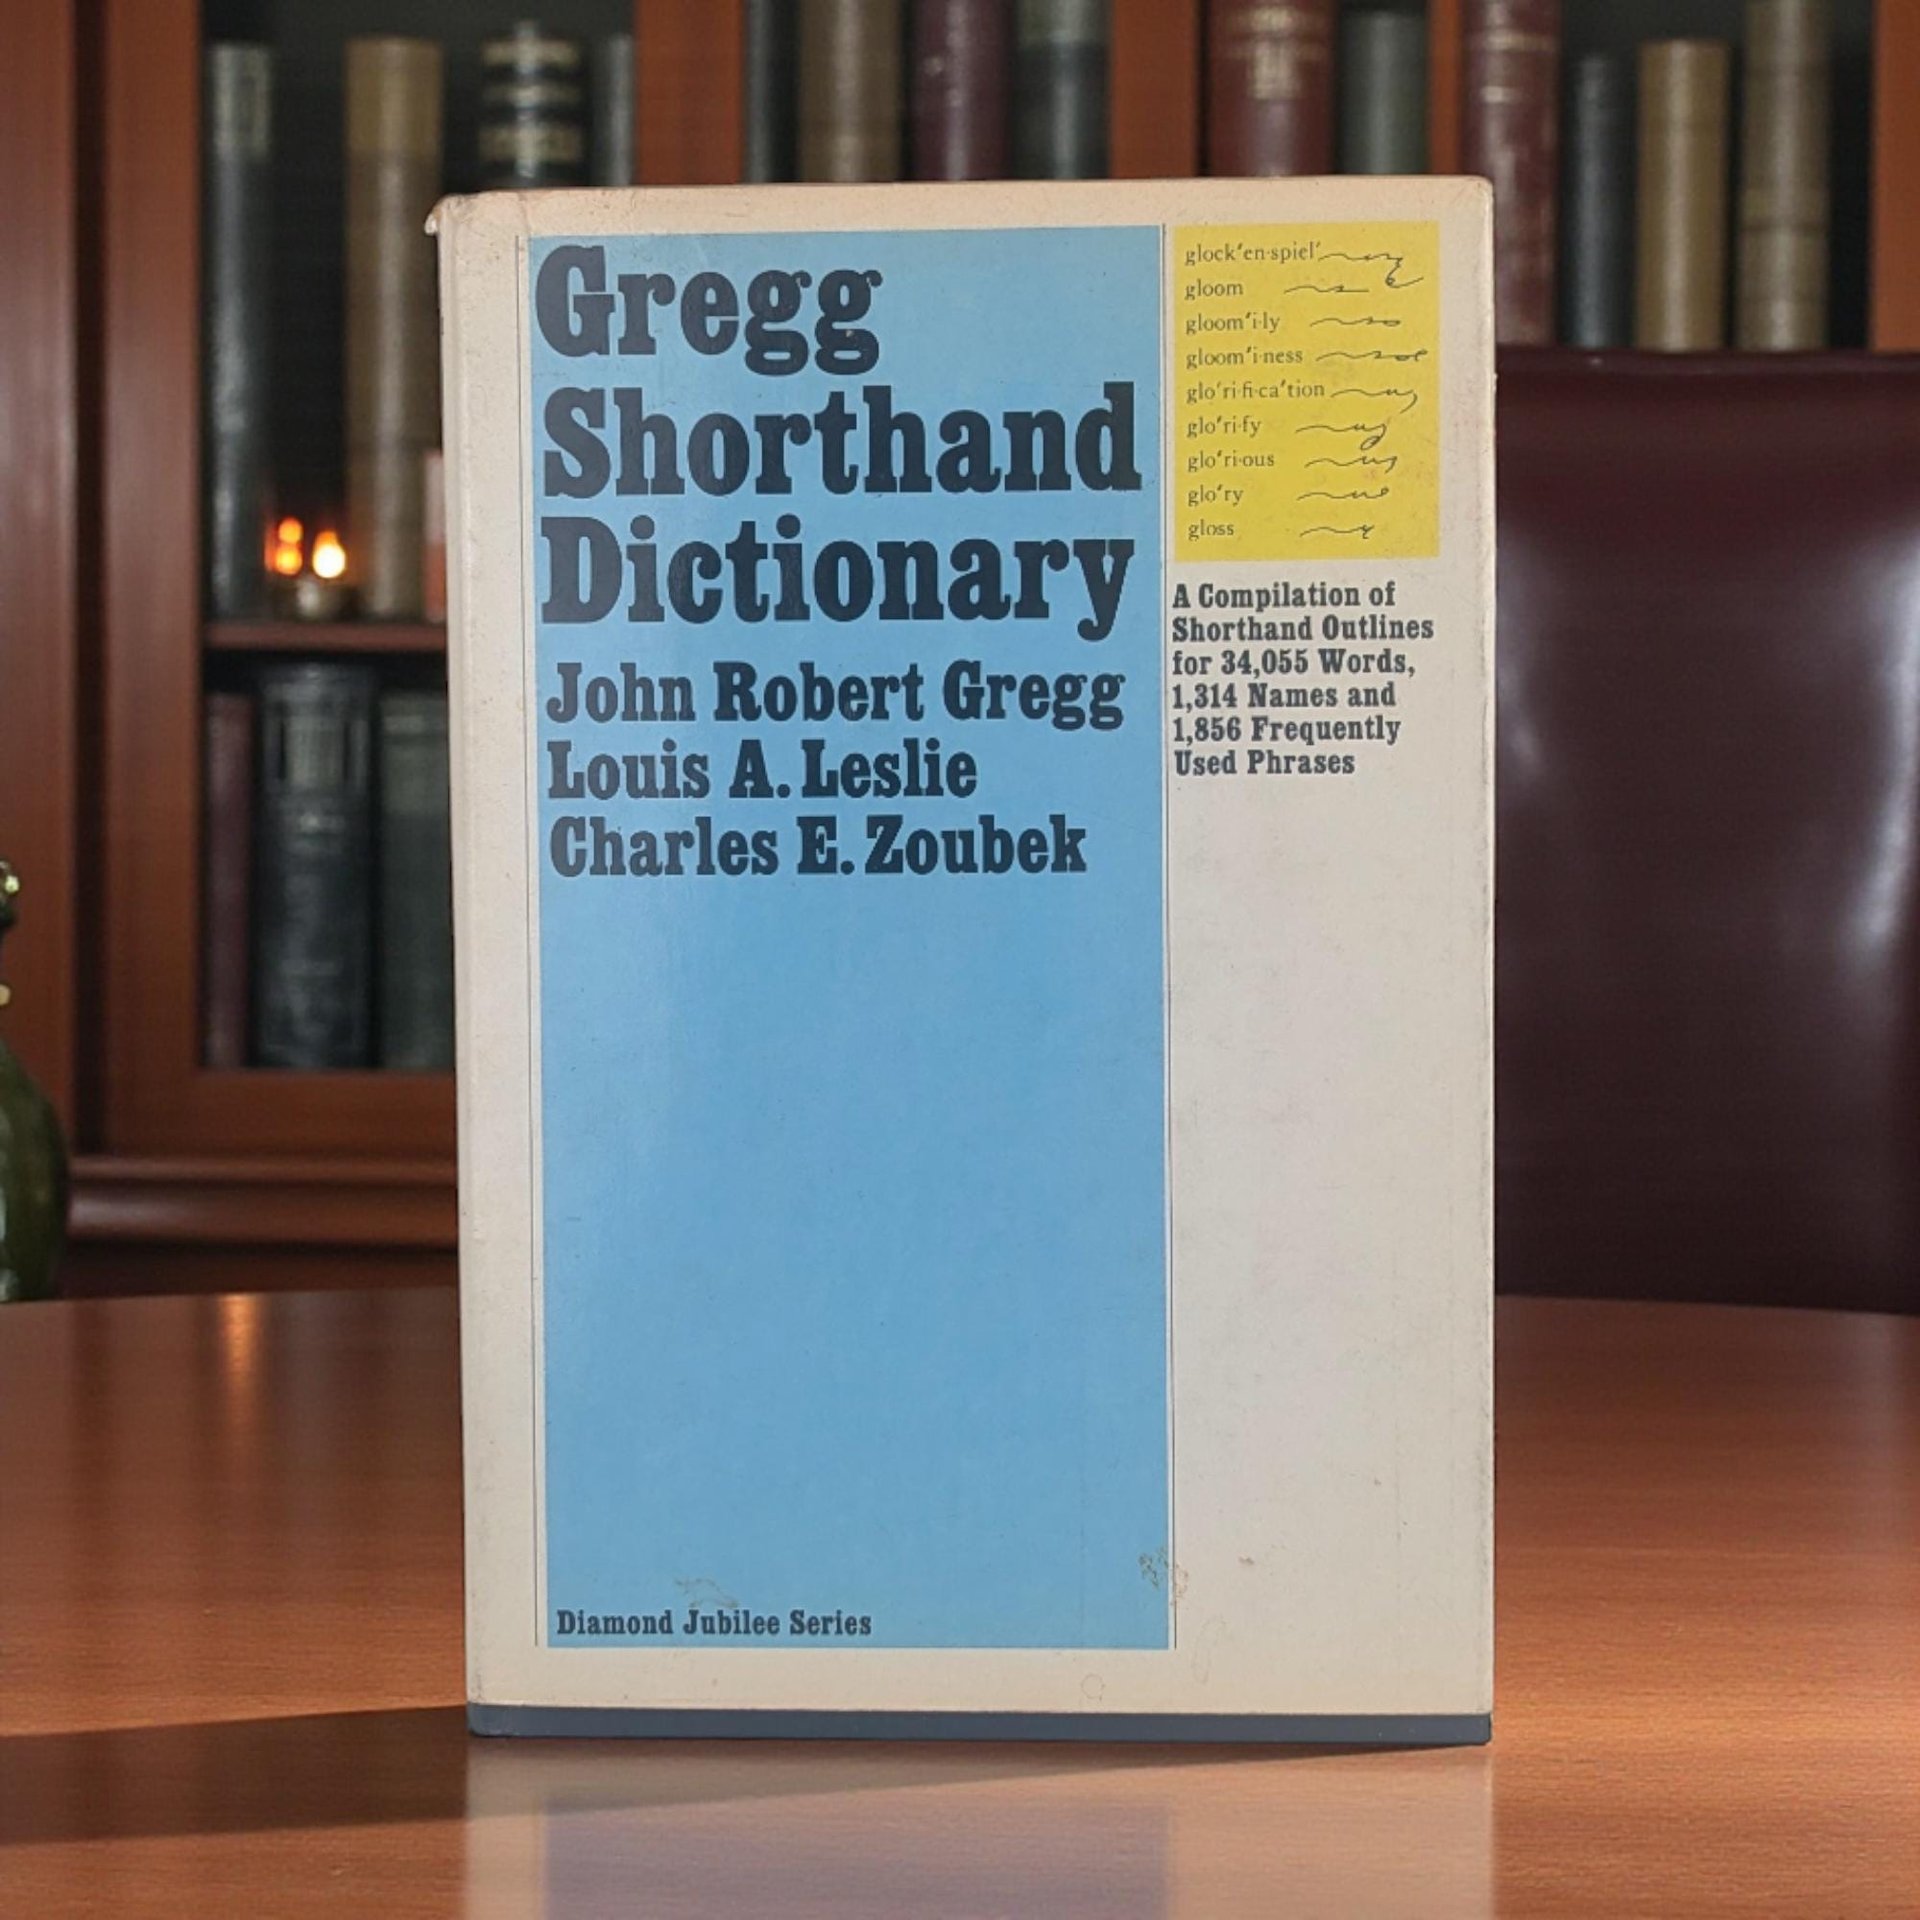 Gregg
Shorthand
Dictionary
John Robert Gregg
Louis A. Leslie
Charles E. Zoubek
Diamond Jubilee Series
glock′en·spiel′
gloom
gloom′i·ly
gloom′i·ness
glo′ri·fi·ca′tion
glo′ri·fy
glo′ri·ous
glo′ry
gloss
A Compilation of
Shorthand Outlines
for 34,055 Words,
1,314 Names and
1,856 Frequently
Used Phrases